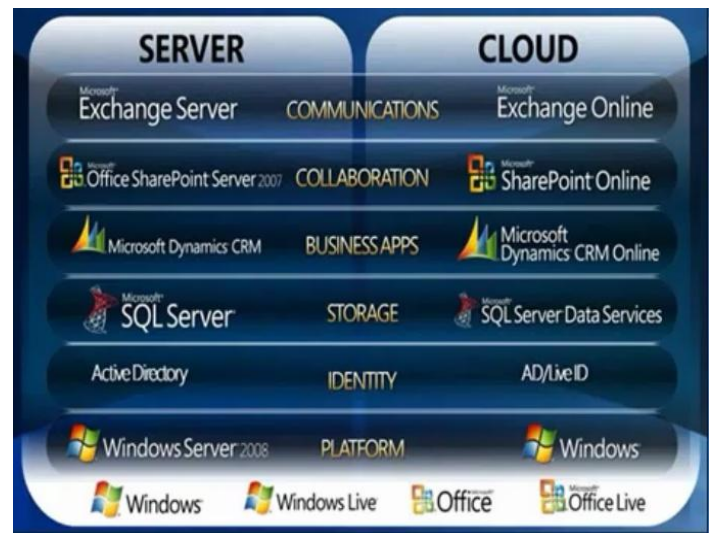 SERVER CLOUD
Microsoft
Exchange Server COMMUNICATIONS Microsoft
Exchange Online
Microsoft
Office SharePoint Server 2007 COLLABORATION Microsoft
SharePoint Online
Microsoft Dynamics CRM BUSINESS APPS Microsoft
Dynamics CRM Online
Microsoft
SQL Server STORAGE Microsoft
SQL Server Data Services
Active Directory IDENTITY AD/Live ID
Windows Server 2008 PLATFORM Windows
Windows Windows Live Microsoft
Office Microsoft
Office Live